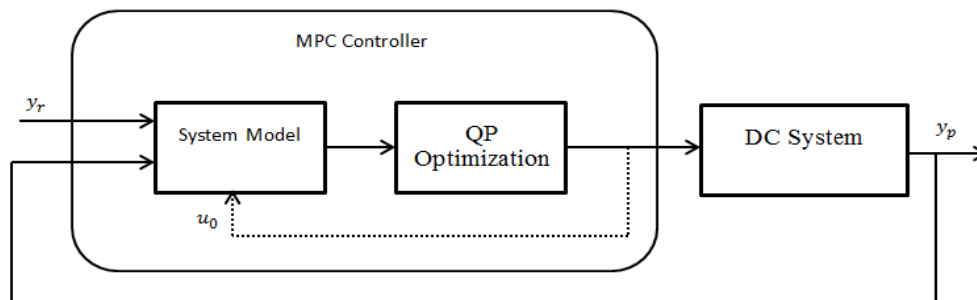 MPC Controller
y_r
System Model
QP
Optimization
DC System
y_p
u_0